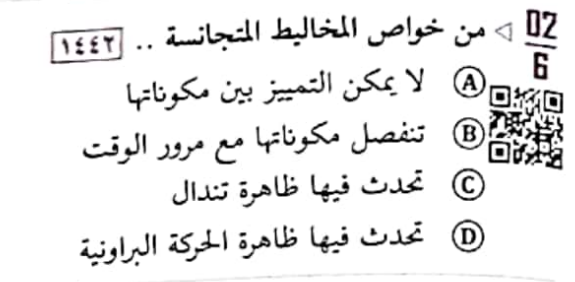 02/6 ◁ من خواص المخاليط المتجانسة .. ١٤٤٢
A لا يمكن التمييز بين مكوناتها
B تنفصل مكوناتها مع مرور الوقت
C تحدث فيها ظاهرة تندال
D تحدث فيها ظاهرة الحركة البراونية